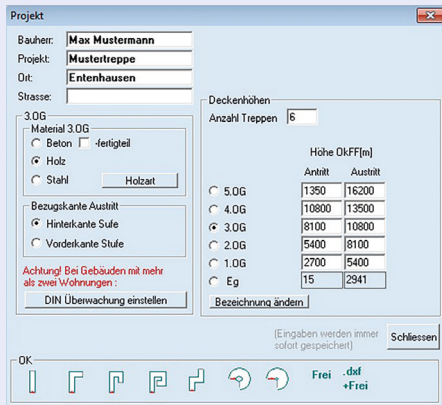 Projekt
Bauherr: Max Mustermann
Projekt: Mustertreppe
Ort: Entenhausen
Strasse:
3.OG
Material 3.OG
Beton -fertigteil
Holz
Stahl Holzart
Bezugskante Austritt
Hinterkante Sufe
Vorderkante Stufe
Achtung! Bei Gebäuden mit mehr
als zwei Wohnungen :
DIN Überwachung einstellen
Deckenhöhen
Anzahl Treppen 6
Höhe OkFF[m]
Antritt Austritt
5.OG 1350 16200
4.OG 10800 13500
3.OG 8100 10800
2.OG 5400 8100
1.OG 2700 5400
Eg 15 2941
Bezeichnung ändern
(Eingaben werden immer
sofort gespeichert)
Schliessen
OK
Frei .dxf
+Frei